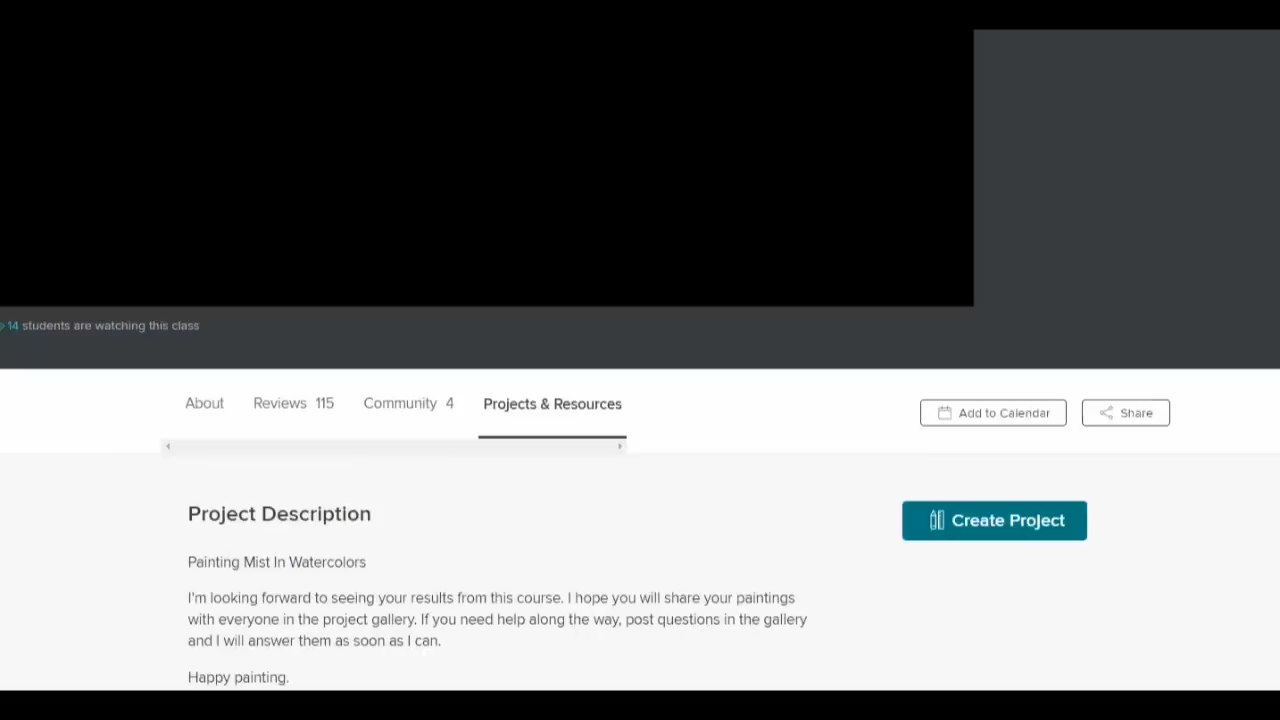 14 students are watching this class
About Reviews 115 Community 4 Projects & Resources
Add to Calendar Share
Project Description
Create Project
Painting Mist In Watercolors
I'm looking forward to seeing your results from this course. I hope you will share your paintings
with everyone in the project gallery. If you need help along the way, post questions in the gallery
and I will answer them as soon as I can.
Happy painting.